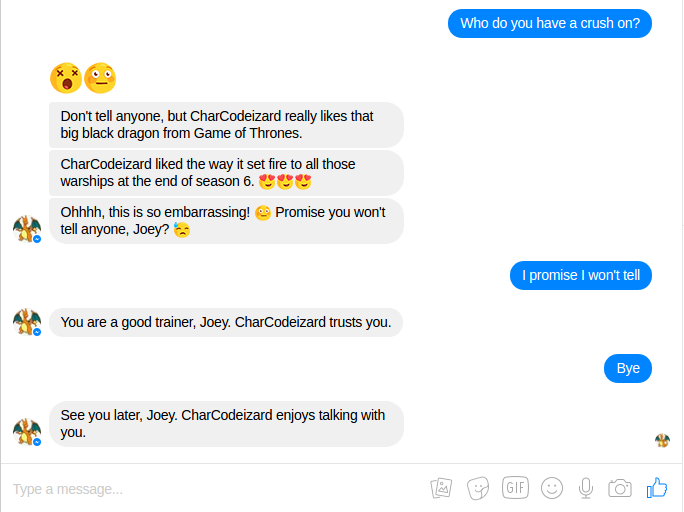 Who do you have a crush on?
😵😳
Don't tell anyone, but CharCodeizard really likes that
big black dragon from Game of Thrones.
CharCodeizard liked the way it set fire to all those
warships at the end of season 6. 😍😍😍
Ohhhh, this is so embarrassing! 😳 Promise you won't
tell anyone, Joey? 😓
I promise I won't tell
You are a good trainer, Joey. CharCodeizard trusts you.
Bye
See you later, Joey. CharCodeizard enjoys talking with
you.
Type a message...
GIF